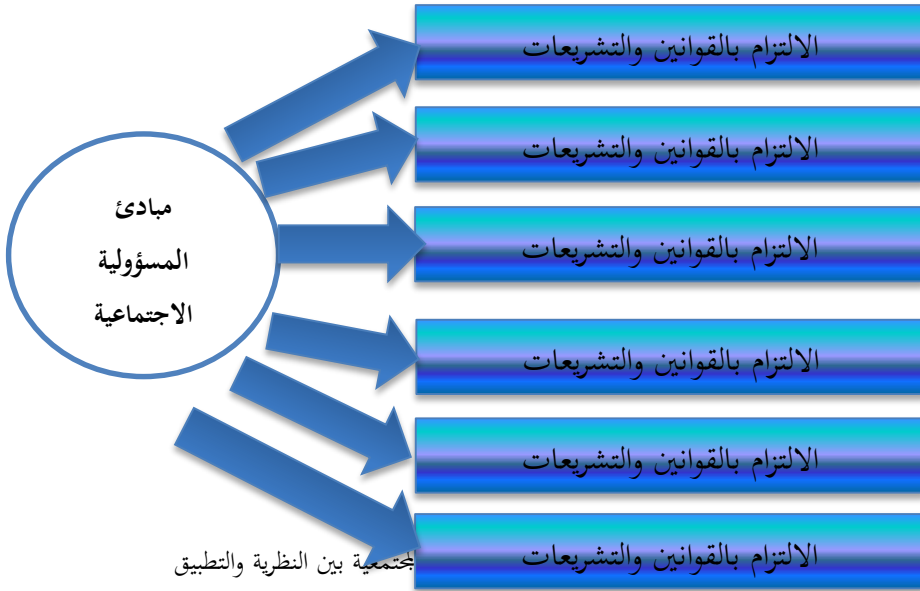 مبادئ
المسؤولية
الاجتماعية
الالتزام بالقوانين والتشريعات
الالتزام بالقوانين والتشريعات
الالتزام بالقوانين والتشريعات
الالتزام بالقوانين والتشريعات
الالتزام بالقوانين والتشريعات
الالتزام بالقوانين والتشريعات
بين النظرية والتطبيق